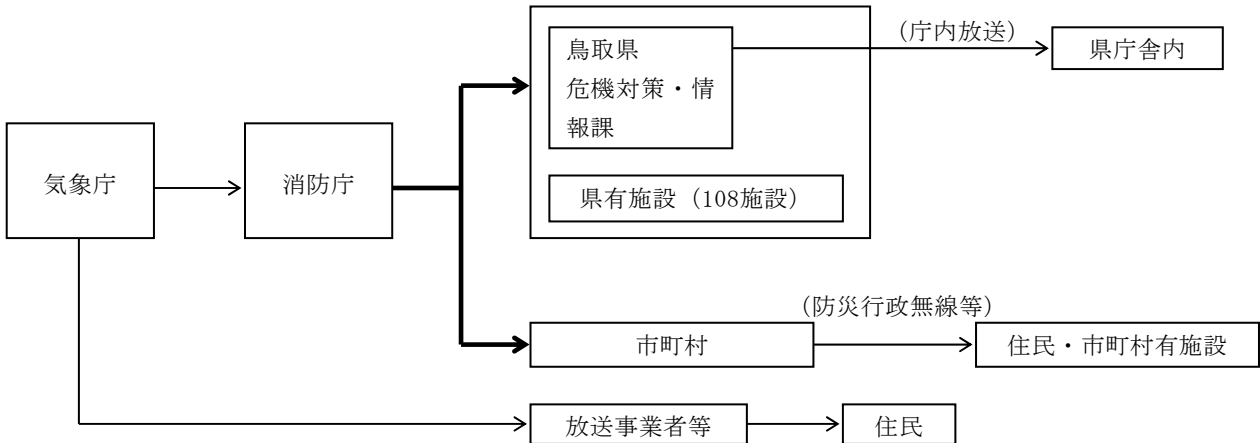 (庁内放送)
鳥取県
危機対策・情
報課
県庁舎内
気象庁
消防庁
県有施設（108施設）
(防災行政無線等)
市町村
住民・市町村有施設
放送事業者等
住民